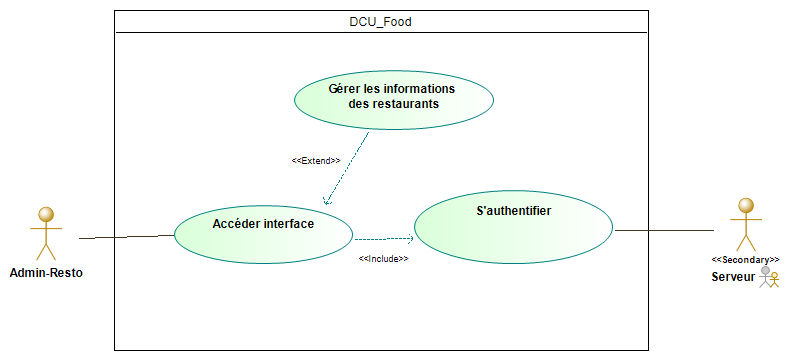 DCU_Food
Gérer les informations
des restaurants
<<Extend>>
Accéder interface
S'authentifier
<<Include>>
Admin-Resto
<<Secondary>>
Serveur